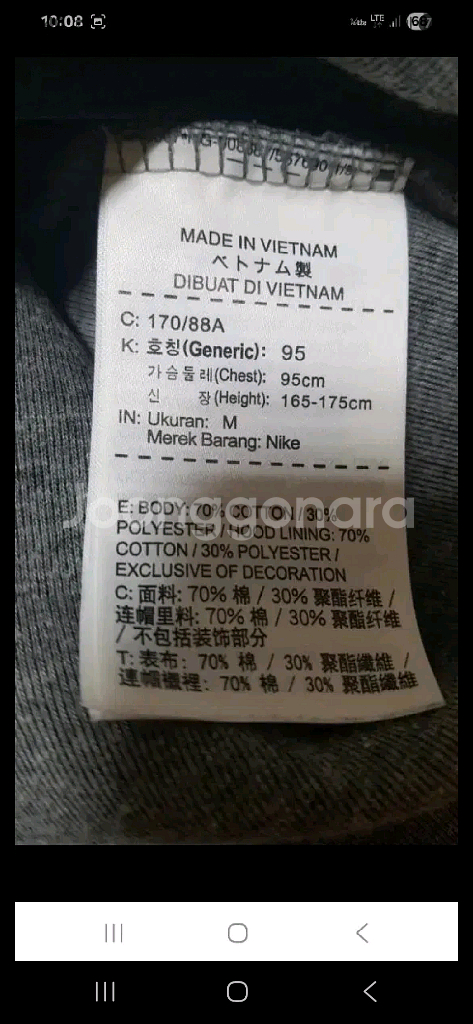 10:08
LTE
MADE IN VIETNAM
ベトナム製
DIBUAT DI VIETNAM
C: 170/88A
K: 호칭(Generic): 95
가슴둘레(Chest): 95cm
신 장(Height): 165-175cm
IN: Ukuran: M
Merek Barang: Nike
Joonggonara
E: BODY: 70% COTTON / 30%
POLYESTER / HOOD LINING: 70%
COTTON / 30% POLYESTER /
EXCLUSIVE OF DECORATION
C: 面料: 70% 棉 / 30% 聚酯纤维 /
连帽里料: 70% 棉 / 30% 聚酯纤维
/ 不包括装饰部分
T: 表布: 70% 棉 / 30% 聚酯纖維 /
連帽襯裡: 70% 棉 / 30% 聚酯纖維